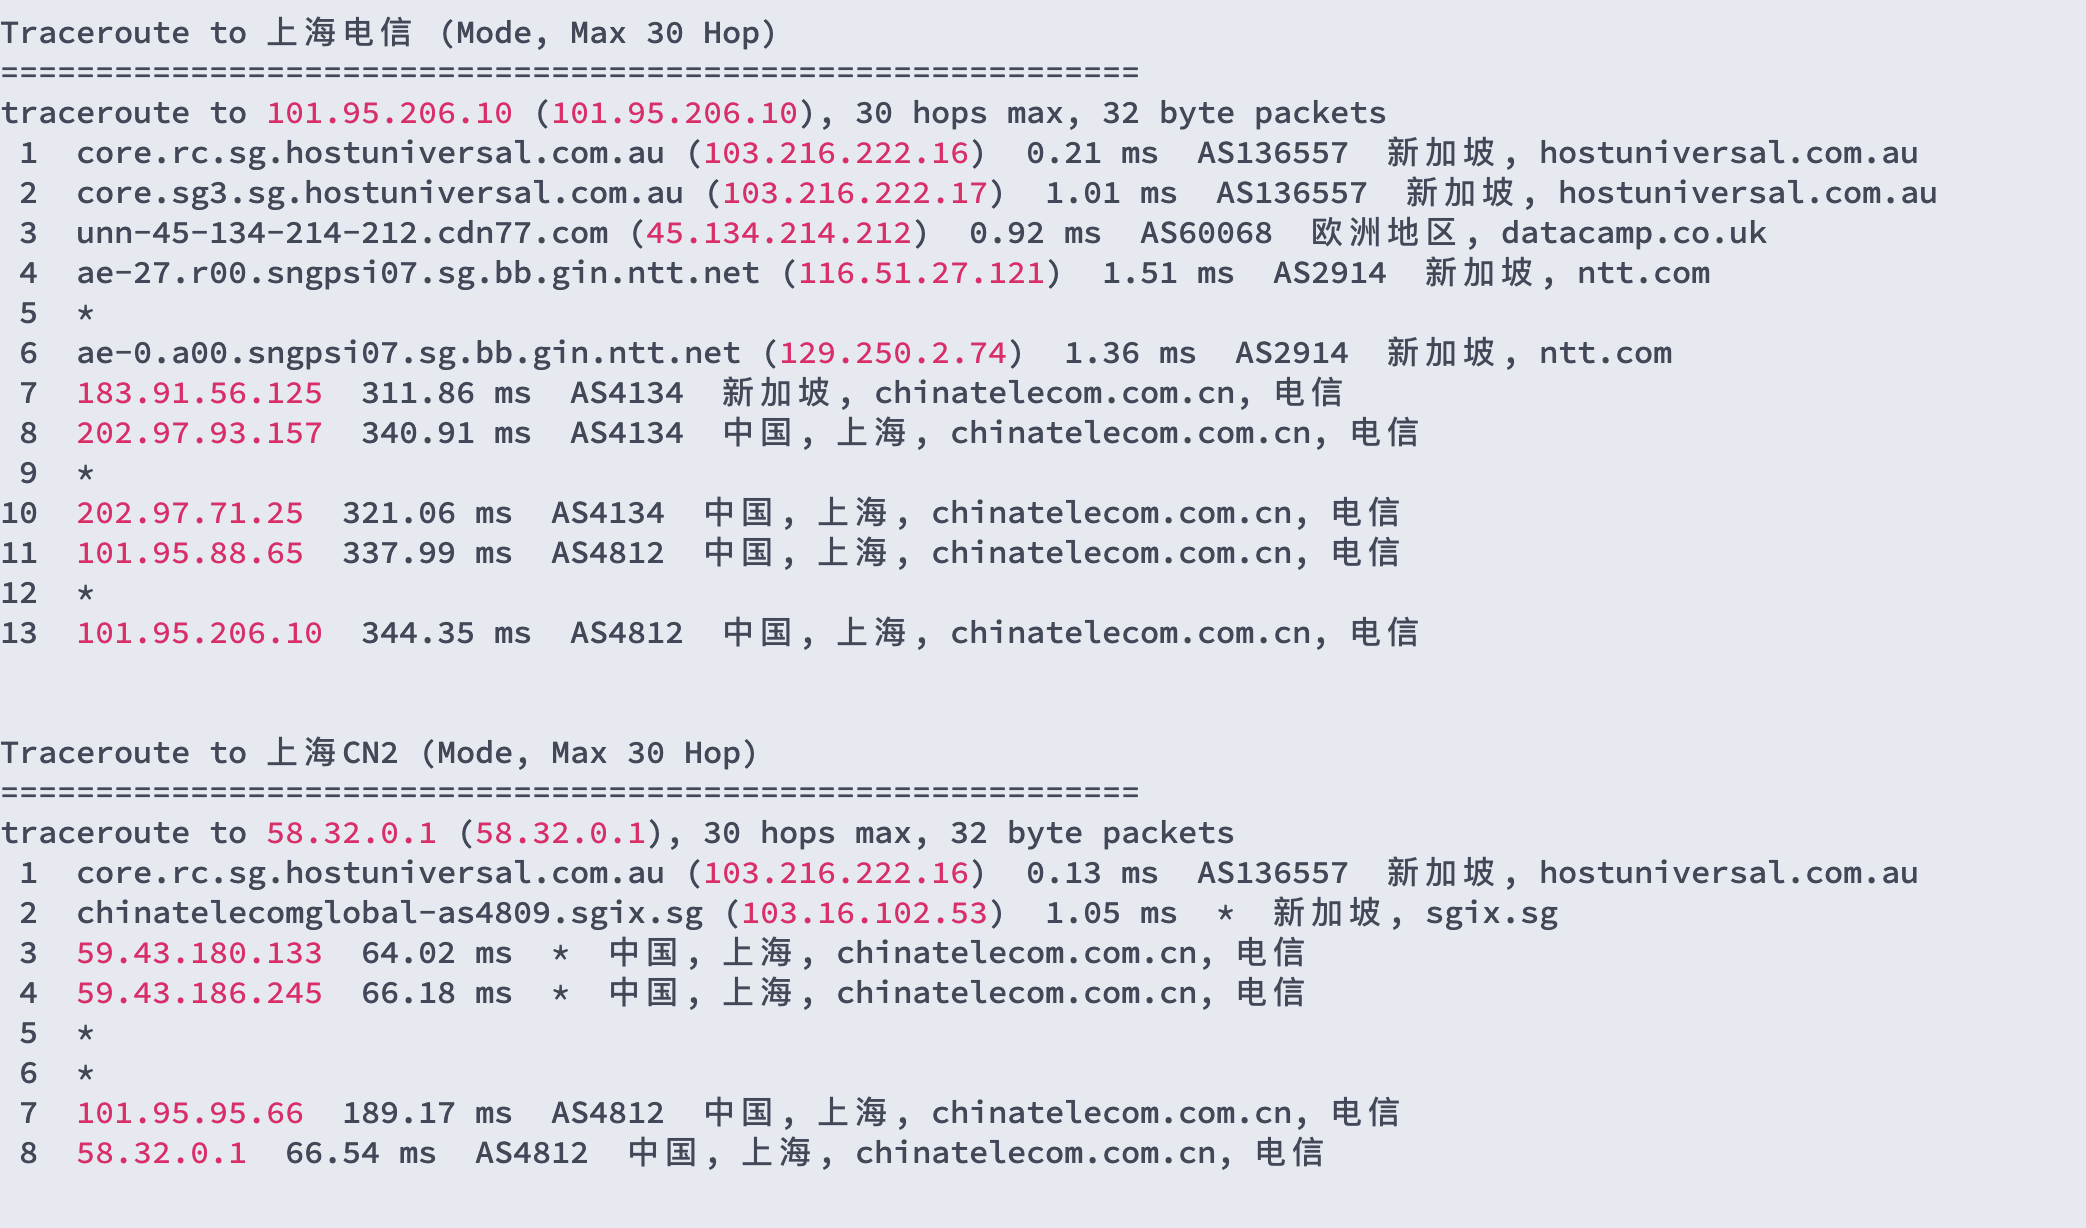 Traceroute to 上海电信 (Mode, Max 30 Hop)
============================================================
traceroute to 101.95.206.10 (101.95.206.10), 30 hops max, 32 byte packets
 1  core.rc.sg.hostuniversal.com.au (103.216.222.16)  0.21 ms  AS136557  新加坡, hostuniversal.com.au
 2  core.sg3.sg.hostuniversal.com.au (103.216.222.17)  1.01 ms  AS136557  新加坡, hostuniversal.com.au
 3  unn-45-134-214-212.cdn77.com (45.134.214.212)  0.92 ms  AS60068  欧洲地区, datacamp.co.uk
 4  ae-27.r00.sngpsi07.sg.bb.gin.ntt.net (116.51.27.121)  1.51 ms  AS2914  新加坡, ntt.com
 5  *
 6  ae-0.a00.sngpsi07.sg.bb.gin.ntt.net (129.250.2.74)  1.36 ms  AS2914  新加坡, ntt.com
 7  183.91.56.125  311.86 ms  AS4134  新加坡, chinatelecom.com.cn, 电信
 8  202.97.93.157  340.91 ms  AS4134  中国, 上海, chinatelecom.com.cn, 电信
 9  *
10  202.97.71.25  321.06 ms  AS4134  中国, 上海, chinatelecom.com.cn, 电信
11  101.95.88.65  337.99 ms  AS4812  中国, 上海, chinatelecom.com.cn, 电信
12  *
13  101.95.206.10  344.35 ms  AS4812  中国, 上海, chinatelecom.com.cn, 电信
Traceroute to 上海CN2 (Mode, Max 30 Hop)
============================================================
traceroute to 58.32.0.1 (58.32.0.1), 30 hops max, 32 byte packets
 1  core.rc.sg.hostuniversal.com.au (103.216.222.16)  0.13 ms  AS136557  新加坡, hostuniversal.com.au
 2  chinatelecomglobal-as4809.sgix.sg (103.16.102.53)  1.05 ms  *  新加坡, sgix.sg
 3  59.43.180.133  64.02 ms  *  中国, 上海, chinatelecom.com.cn, 电信
 4  59.43.186.245  66.18 ms  *  中国, 上海, chinatelecom.com.cn, 电信
 5  *
 6  *
 7  101.95.95.66  189.17 ms  AS4812  中国, 上海, chinatelecom.com.cn, 电信
 8  58.32.0.1  66.54 ms  AS4812  中国, 上海, chinatelecom.com.cn, 电信